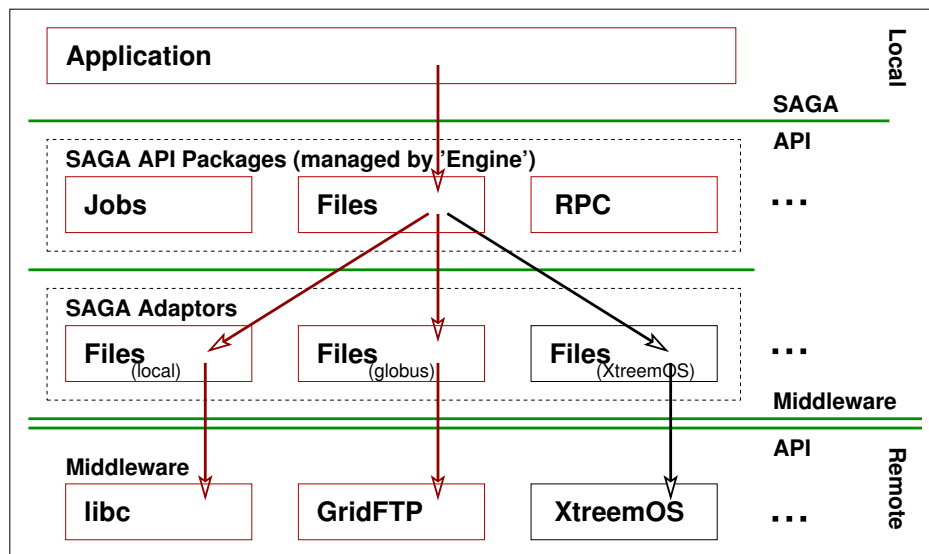 Application
Local
SAGA
API
SAGA API Packages (managed by 'Engine')
Jobs
Files
RPC
...
SAGA Adaptors
Files
(local)
Files
(globus)
Files
(XtreemOS)
...
Middleware
API
Remote
Middleware
libc
GridFTP
XtreemOS
...